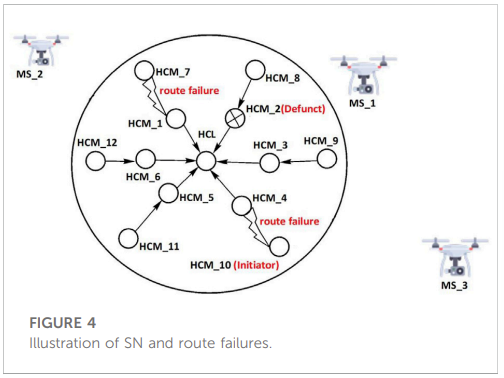 MS_2
HCM_7
HCM_8
route failure
MS_1
HCM_2(Defunct)
HCM_1
HCL
HCM_12
HCM_3
HCM_9
HCM_6
HCM_5
HCM_4
route failure
HCM_11
HCM_10 (Initiator)
MS_3
FIGURE 4
Illustration of SN and route failures.